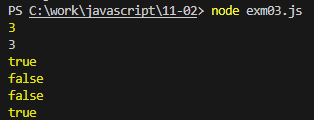 PS C:\work\javascript\11-02> node exm03.js
3
3
true
false
false
true